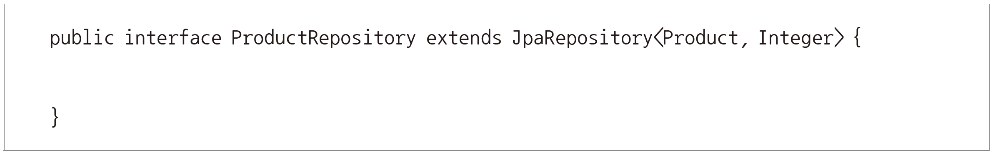 public interface ProductRepository extends JpaRepository<Product, Integer> {
}